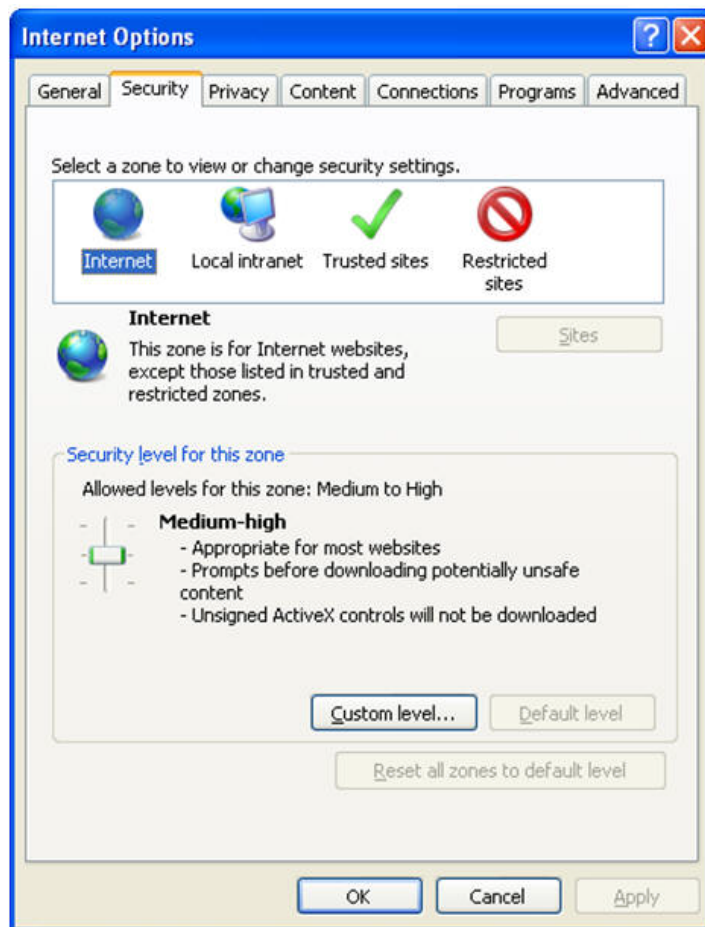 Internet Options
General Security Privacy Content Connections Programs Advanced
Select a zone to view or change security settings.
Internet Local intranet Trusted sites Restricted sites
Internet
Sites
This zone is for Internet websites,
except those listed in trusted and
restricted zones.
Security level for this zone
Allowed levels for this zone: Medium to High
Medium-high
- Appropriate for most websites
- Prompts before downloading potentially unsafe
content
- Unsigned ActiveX controls will not be downloaded
Custom level... Default level
Reset all zones to default level
OK Cancel Apply